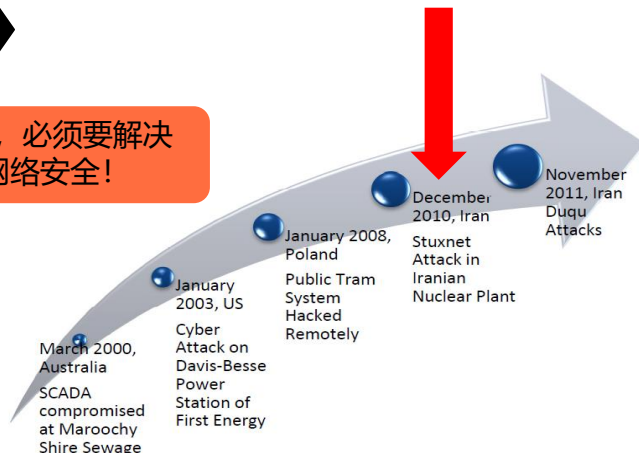 ，必须要解决
网络安全！
March 2000,
Australia
SCADA
compromised
at Maroochy
Shire Sewage
January
2003, US
Cyber
Attack on
Davis-Besse
Power
Station of
First Energy
January 2008,
Poland
Public Tram
System
Hacked
Remotely
December
2010, Iran
Stuxnet
Attack in
Iranian
Nuclear Plant
November
2011, Iran
Duqu
Attacks